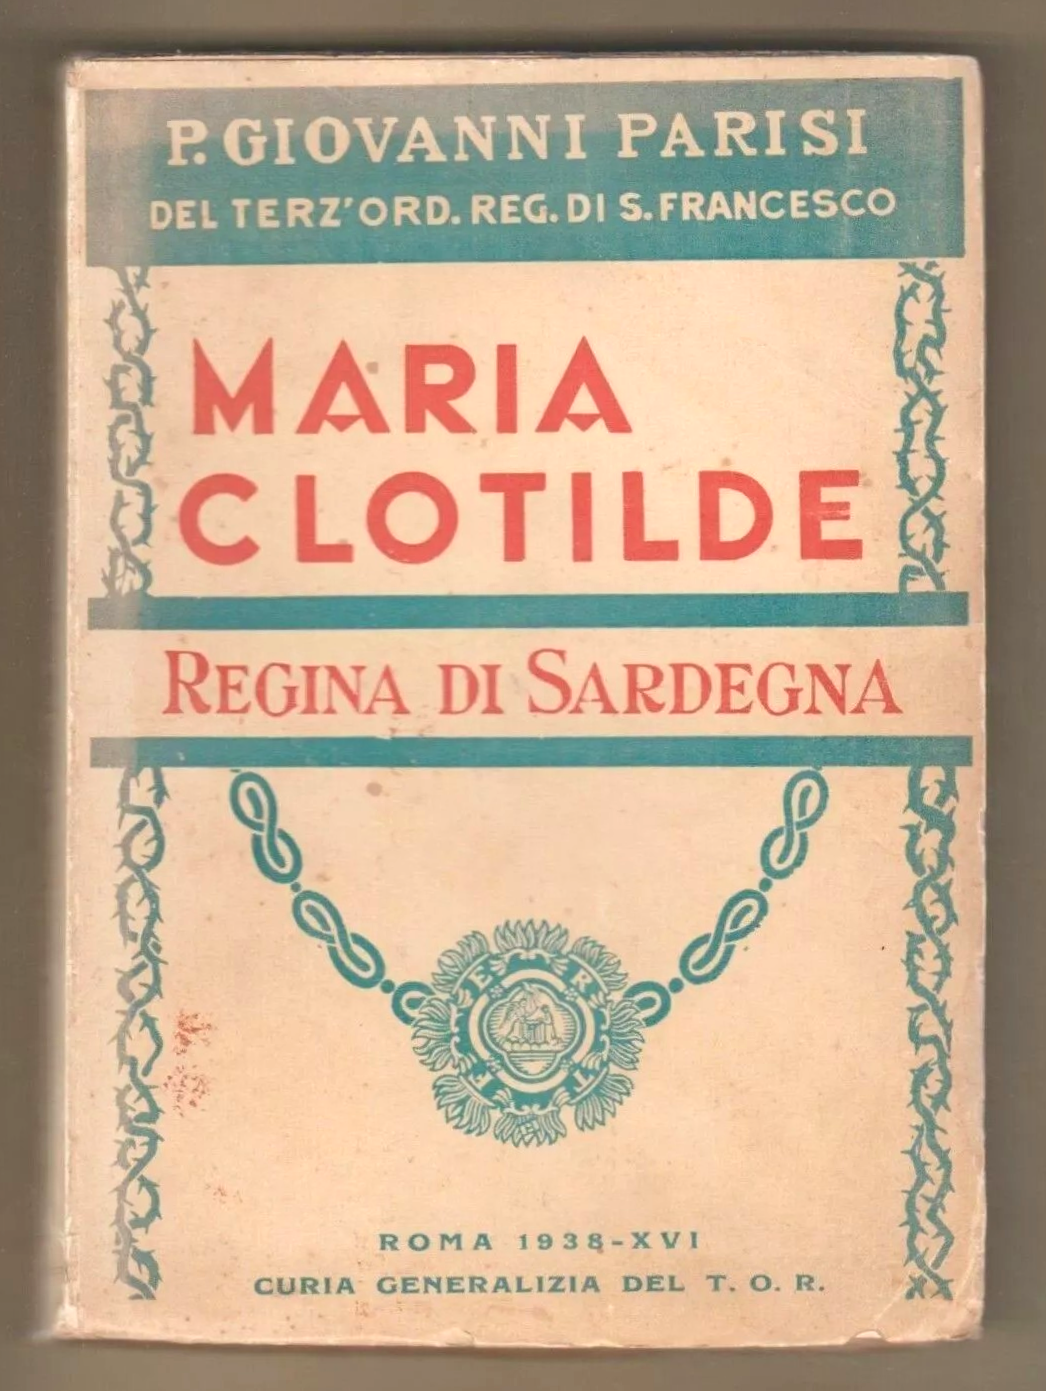 P. GIOVANNI PARISI
DEL TERZ'ORD. REG. DI S. FRANCESCO
MARIA
CLOTILDE
REGINA DI SARDEGNA
F E R T
ROMA 1938-XVI
CURIA GENERALIZIA DEL T. O. R.